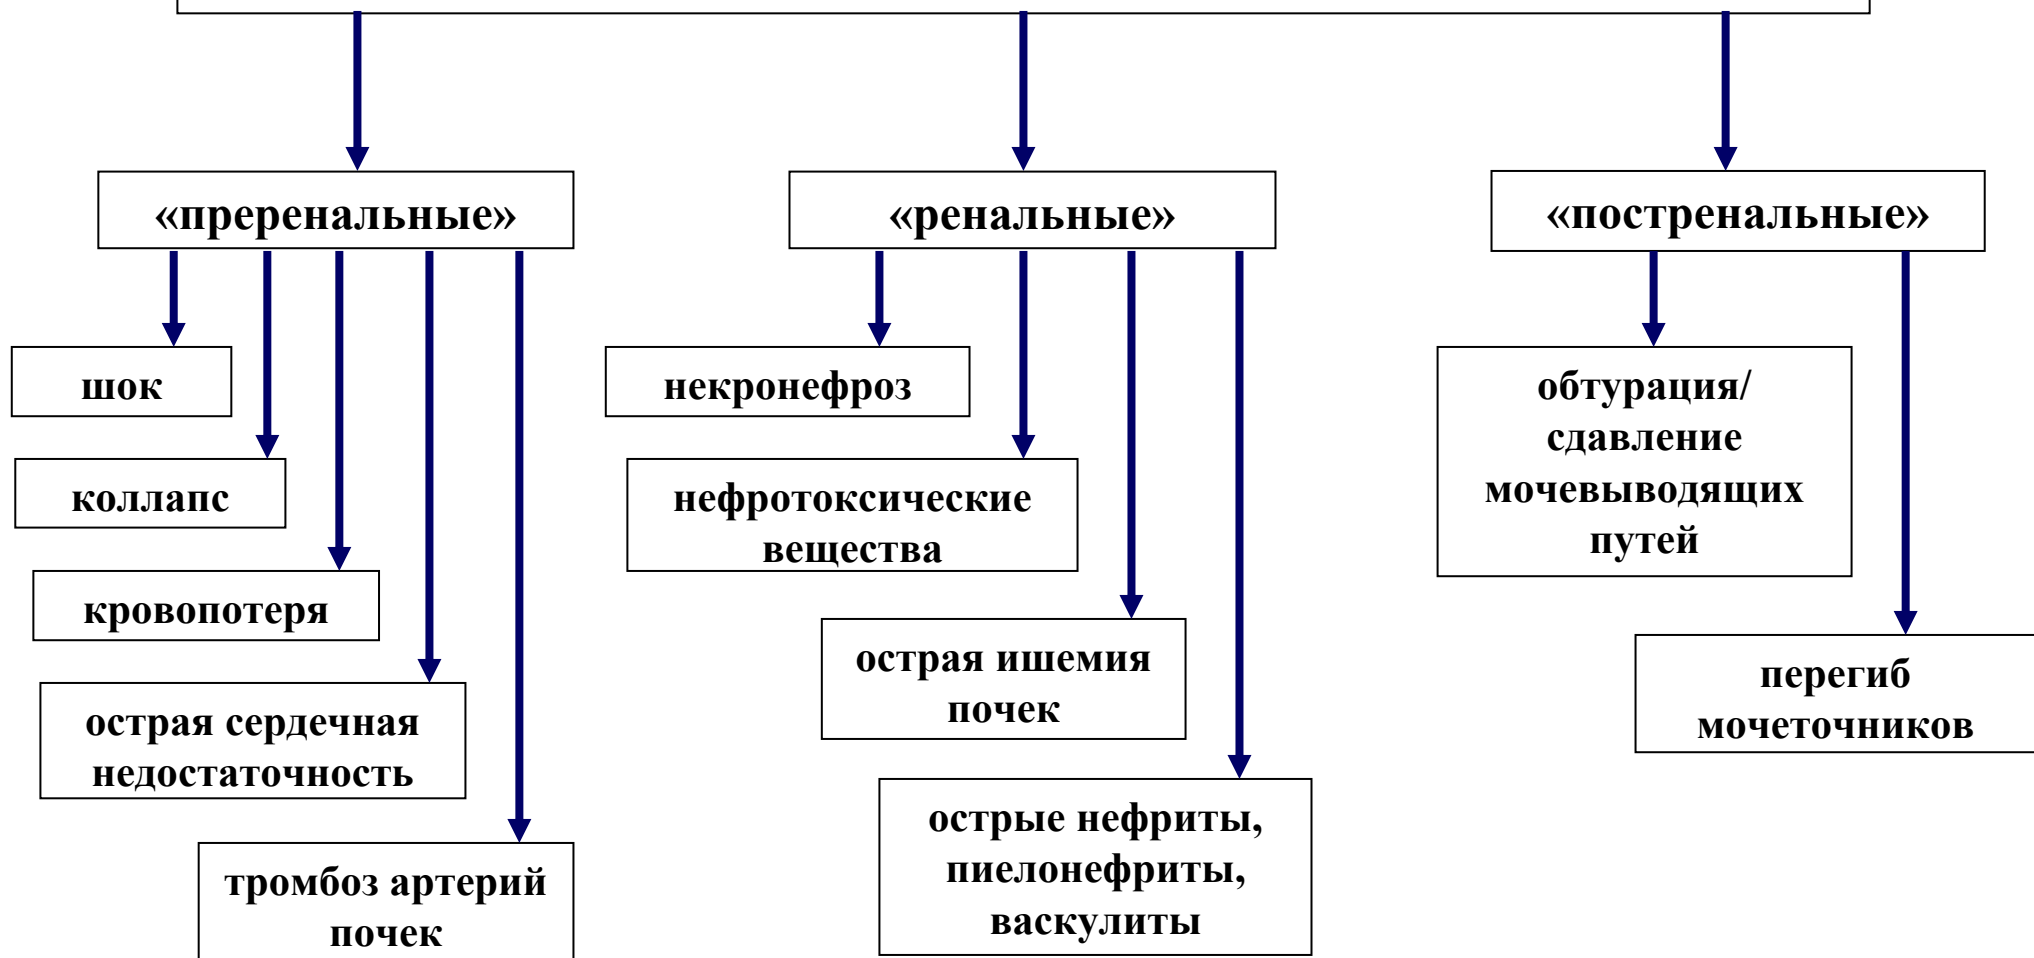 «преренальные»
шок
коллапс
кровопотеря
острая сердечная
недостаточность
тромбоз артерий
почек
«ренальные»
некронефроз
нефротоксические
вещества
острая ишемия
почек
острые нефриты,
пиелонефриты,
васкулиты
«постренальные»
обтурация/
сдавление
мочевыводящих
путей
перегиб
мочеточников